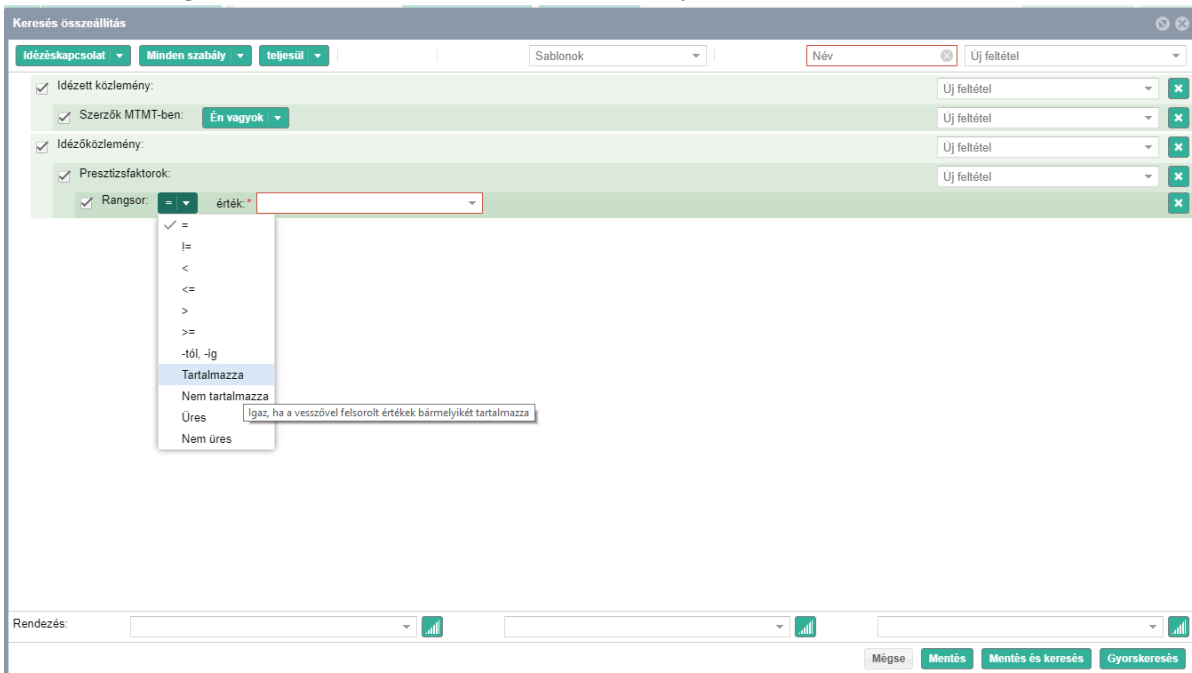 Keresés összeállítás
Idézéskapcsolat Minden szabály teljesül Sablonok Név Új feltétel
Idézett közlemény: Új feltétel
Szerzők MTMT-ben: Én vagyok Új feltétel
Idézőközlemény: Új feltétel
Presztizsfaktorok: Új feltétel
Rangsor: = érték:*
=
!=
<
<=
>
>=
-tól, -ig
Tartalmazza
Nem tartalmazza
Igaz, ha a vesszővel felsorolt értékek bármelyikét tartalmazza
Üres
Nem üres
Rendezés:
Mégse Mentés Mentés és keresés Gyorskeresés